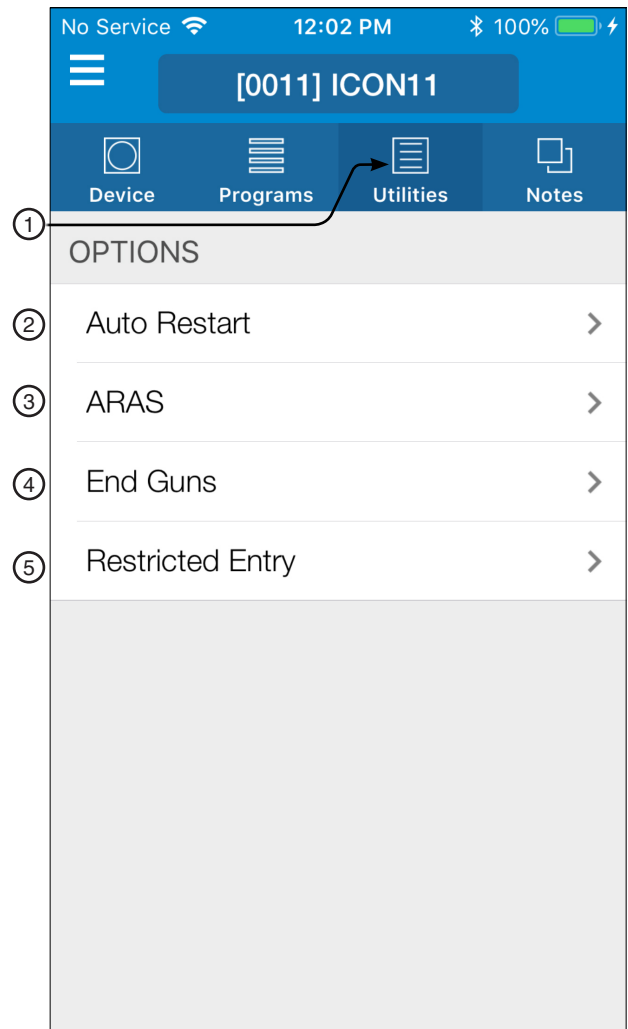 No Service 12:02 PM 100%
[0011] ICON11
Device Programs Utilities Notes
1
OPTIONS
2 Auto Restart
3 ARAS
4 End Guns
5 Restricted Entry